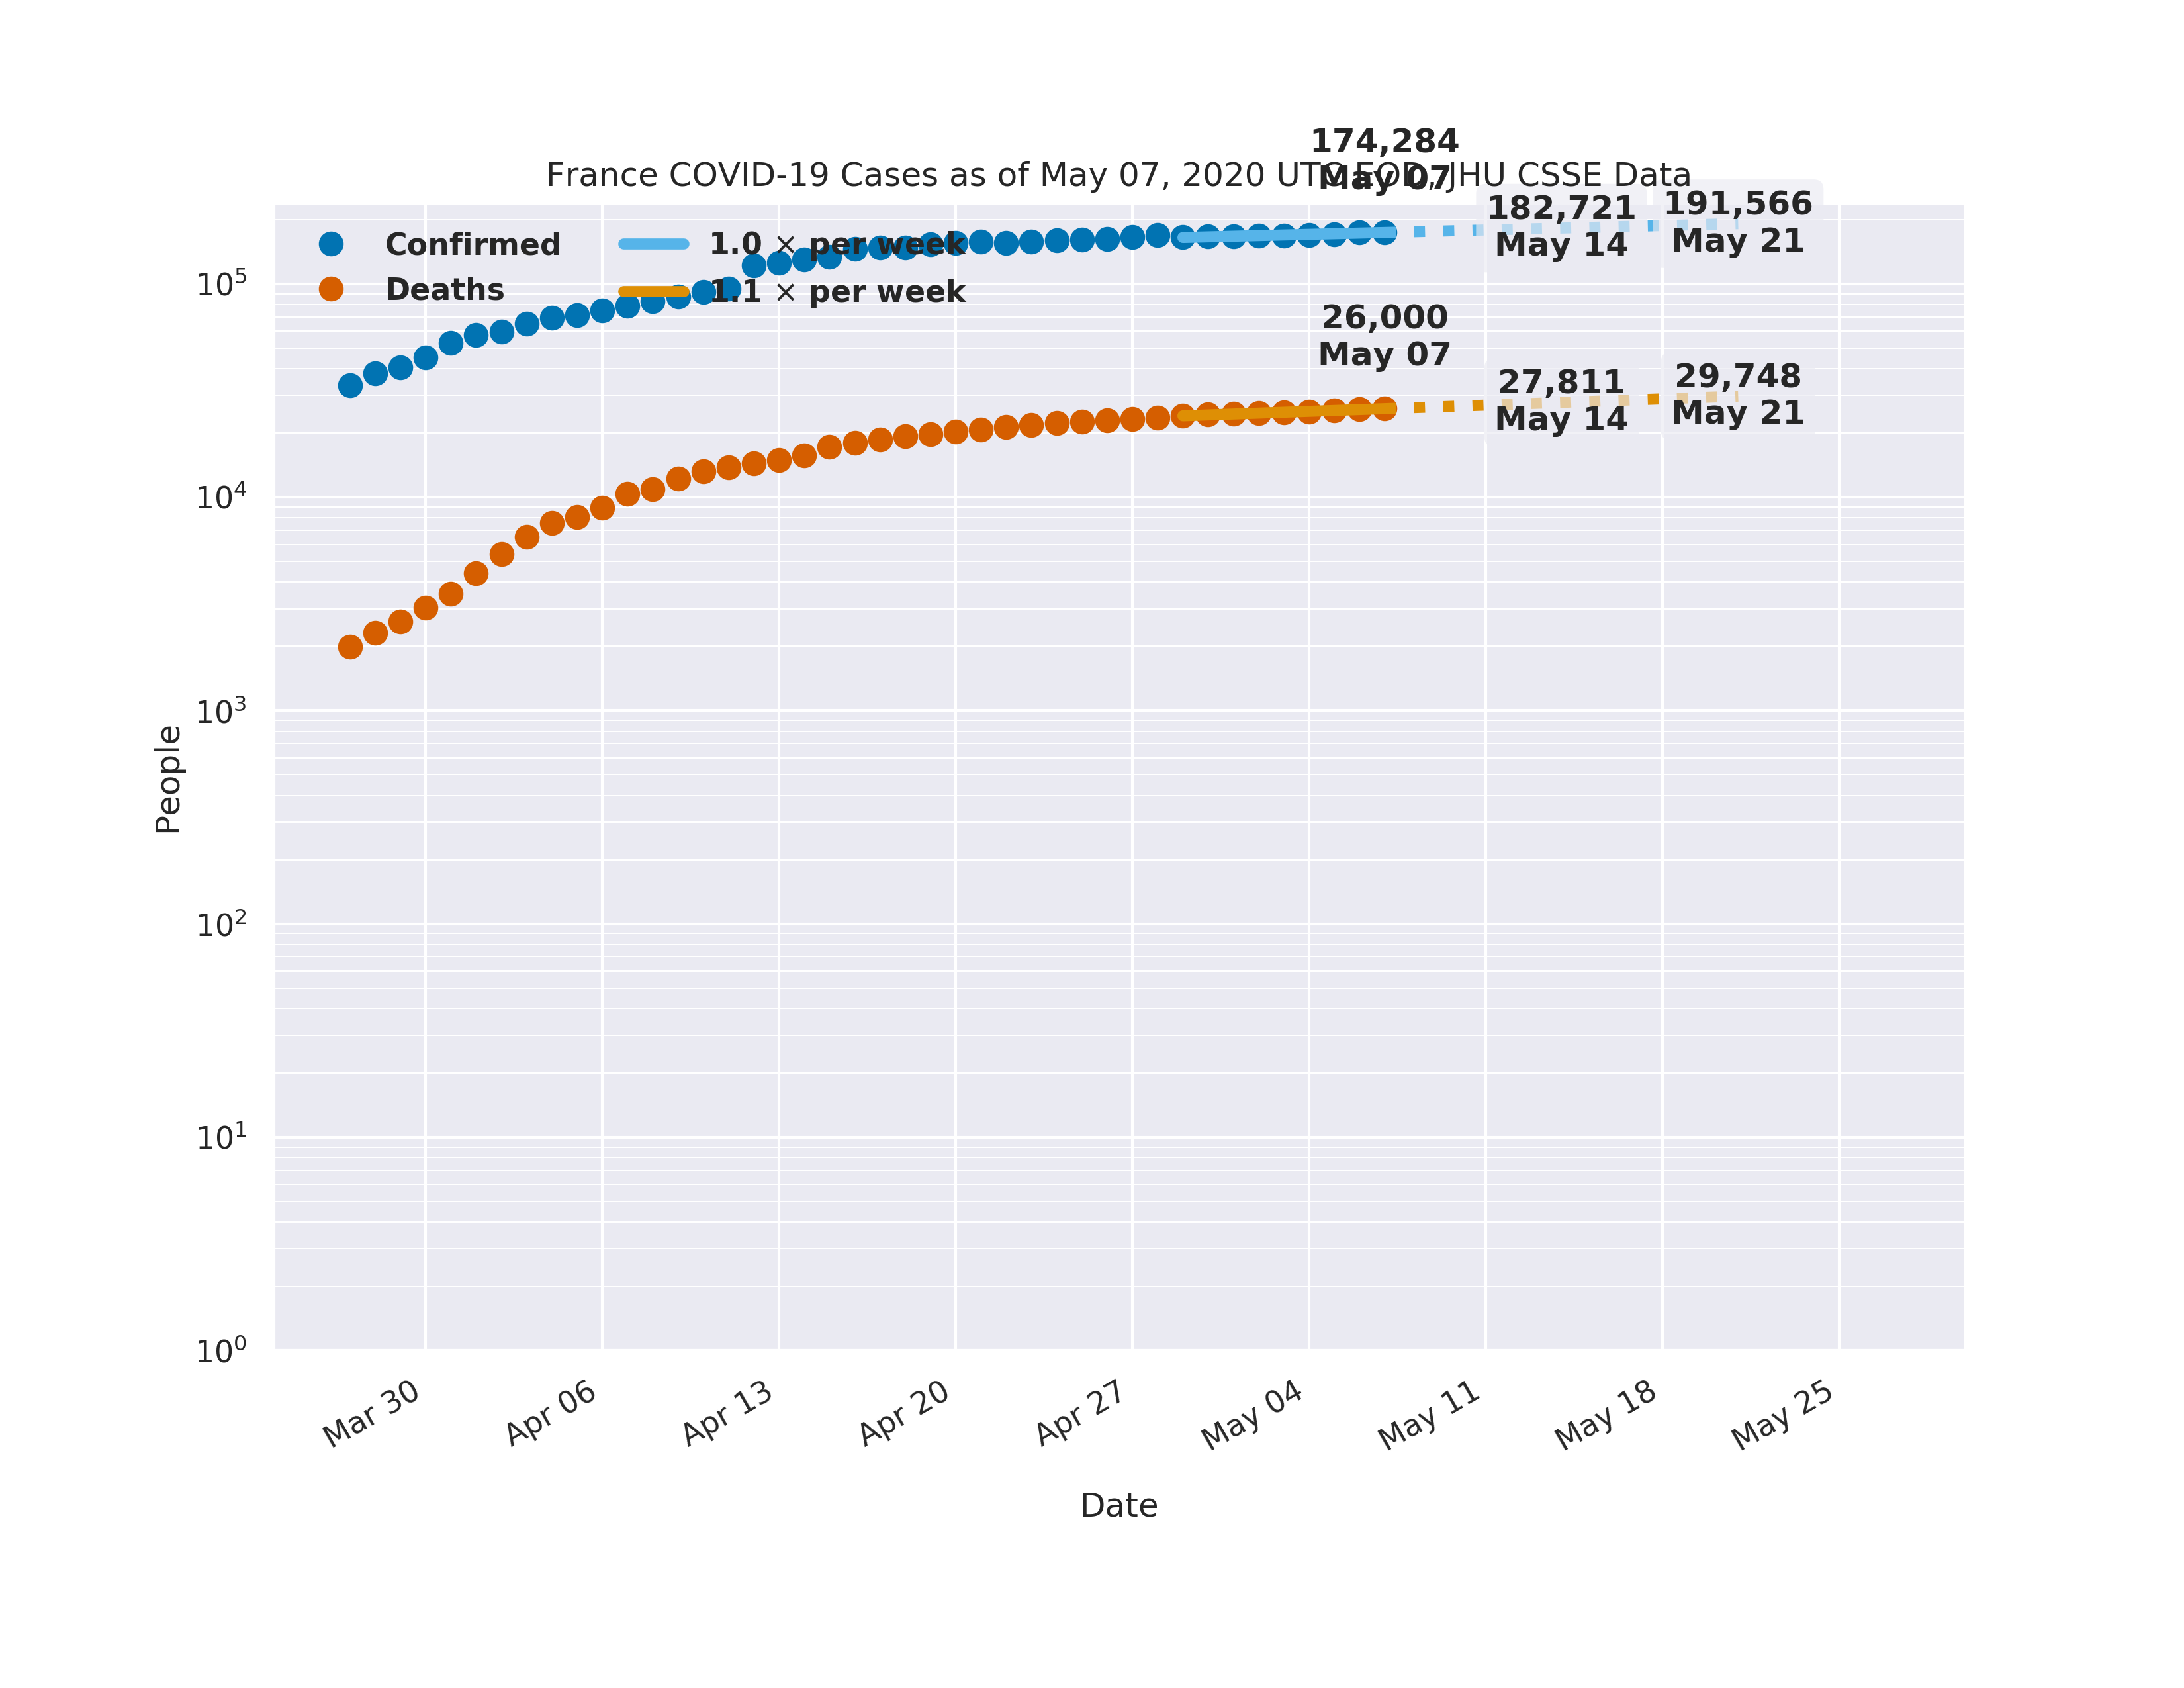 174,284
May 07
France COVID-19 Cases as of May 07, 2020 UTC EOD, JHU CSSE Data
182,721
May 14
191,566
May 21
Confirmed
Deaths
1.0 × per week
1.1 × per week
26,000
May 07
27,811
May 14
29,748
May 21
10⁵
10⁴
10³
10²
10¹
10⁰
People
Mar 30
Apr 06
Apr 13
Apr 20
Apr 27
May 04
May 11
May 18
May 25
Date